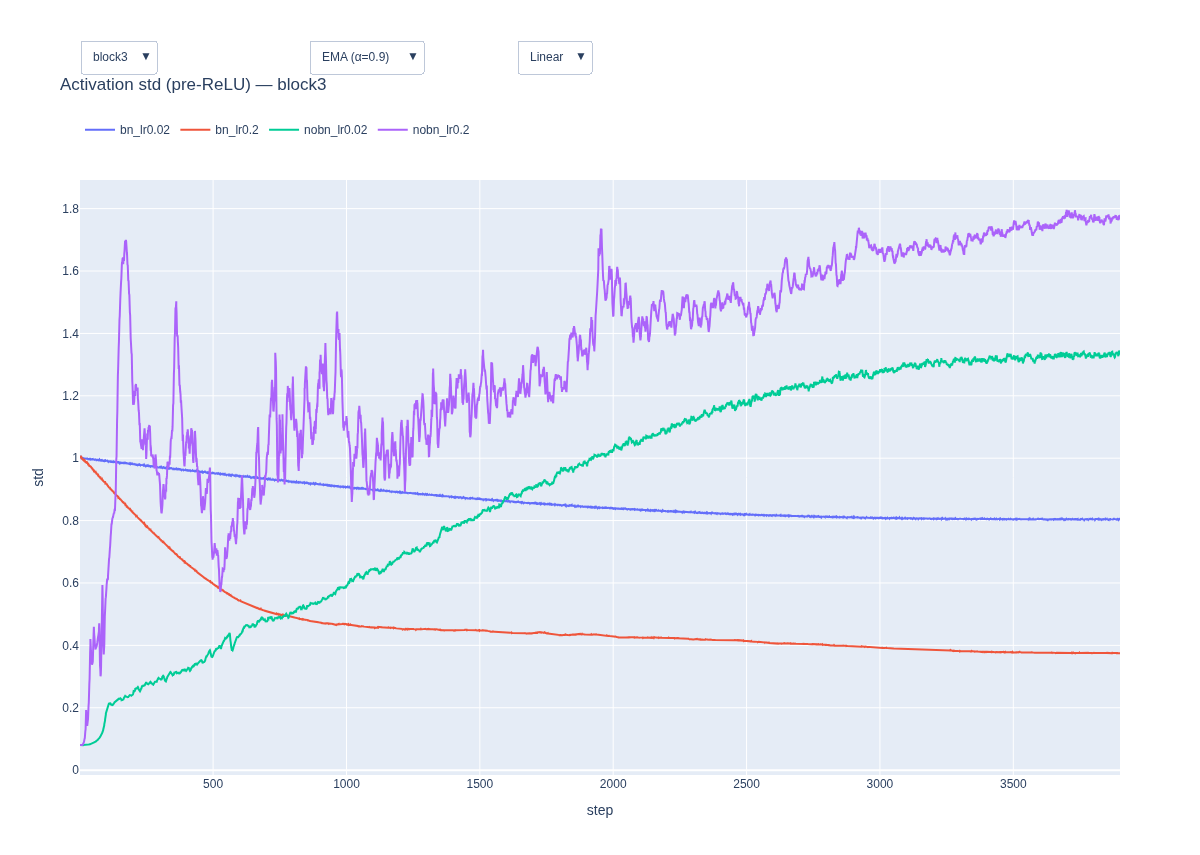 block3 ▼ EMA (α=0.9) ▼ Linear ▼
Activation std (pre-ReLU) — block3
bn_lr0.02 bn_lr0.2 nobn_lr0.02 nobn_lr0.2
1.8
1.6
1.4
1.2
1
0.8
0.6
0.4
0.2
0
std
500 1000 1500 2000 2500 3000 3500
step